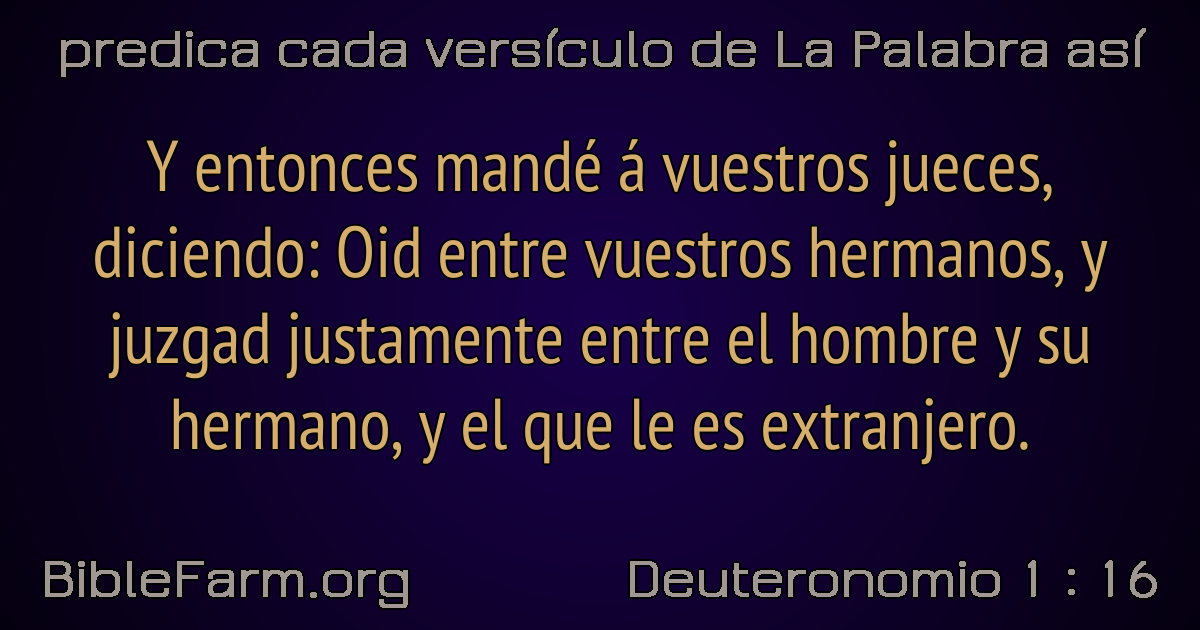 predica cada versículo de La Palabra así
Y entonces mandé á vuestros jueces,
diciendo: Oid entre vuestros hermanos, y
juzgad justamente entre el hombre y su
hermano, y el que le es extranjero.
BibleFarm.org
Deuteronomio 1 : 16